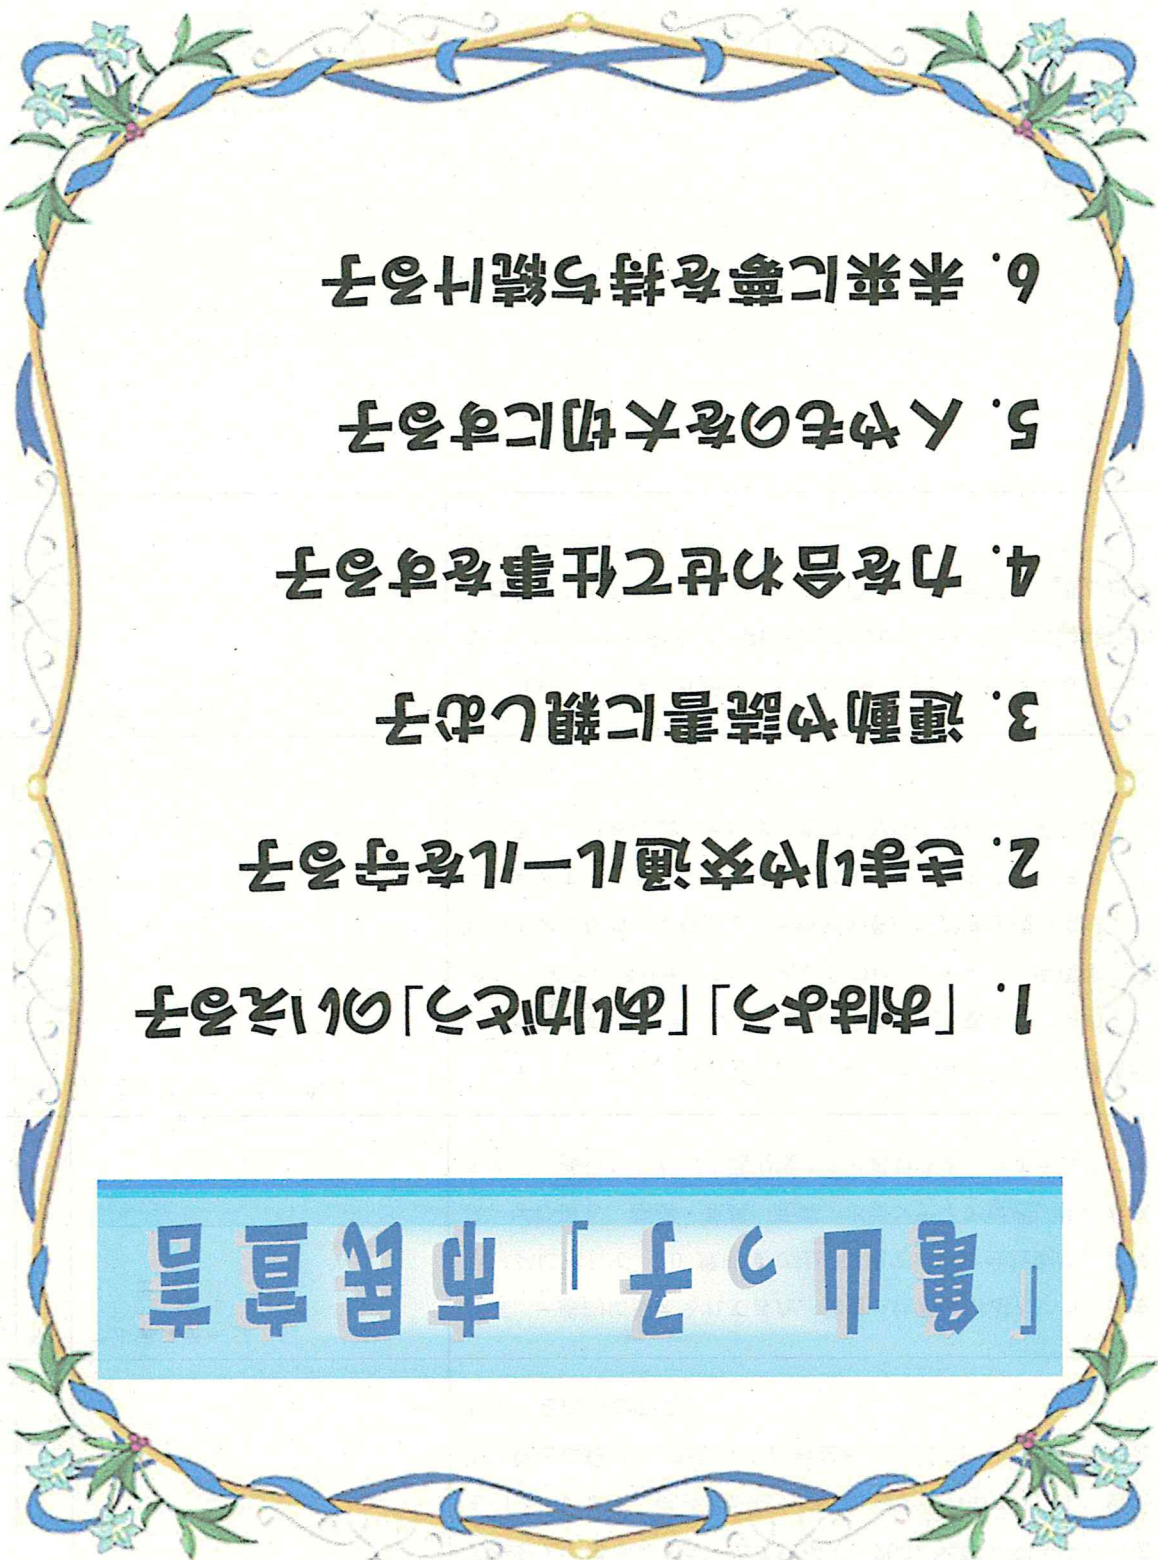 「亀山っ子」市民宣言
1. 「おはよう」「ありがとう」のいえる子
2. きまりや交通ルールを守る子
3. 運動や読書に親しむ子
4. 力を合わせて仕事をする子
5. 人やものを大切にする子
6. 未来に夢を持ち続ける子